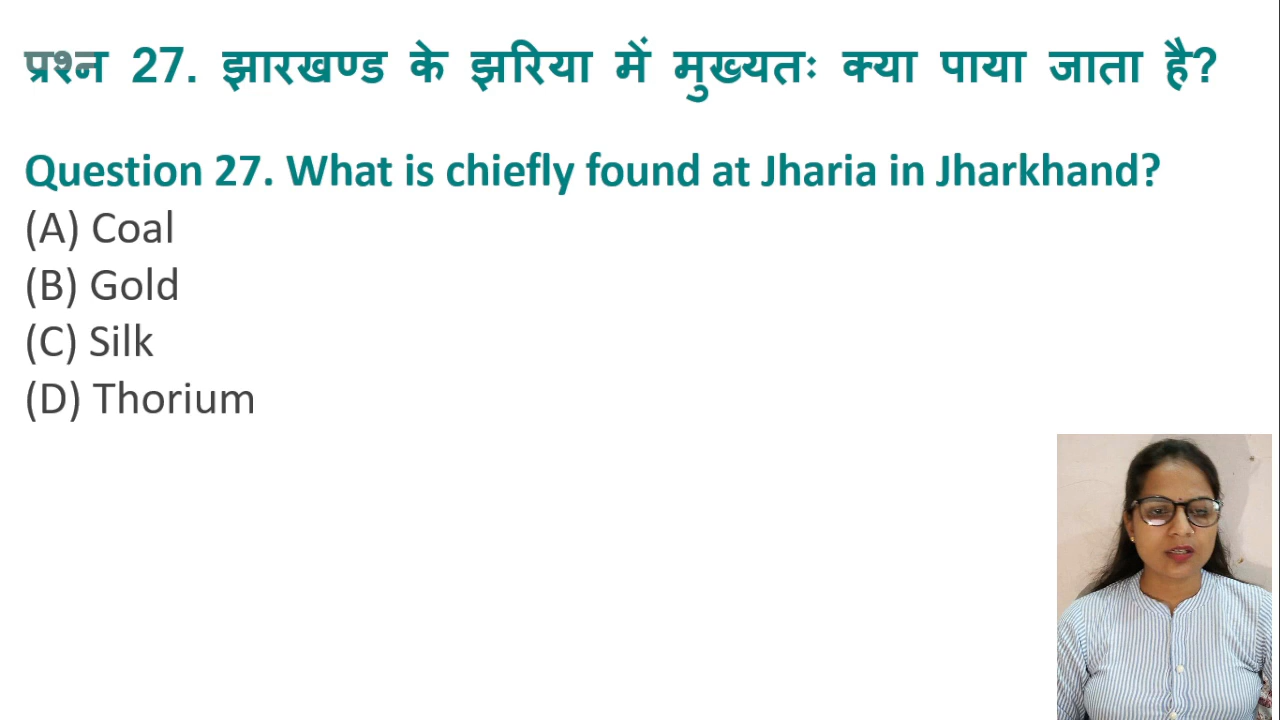 प्रश्न 27. झारखण्ड के झरिया में मुख्यतः क्या पाया जाता है?
Question 27. What is chiefly found at Jharia in Jharkhand?
(A) Coal
(B) Gold
(C) Silk
(D) Thorium